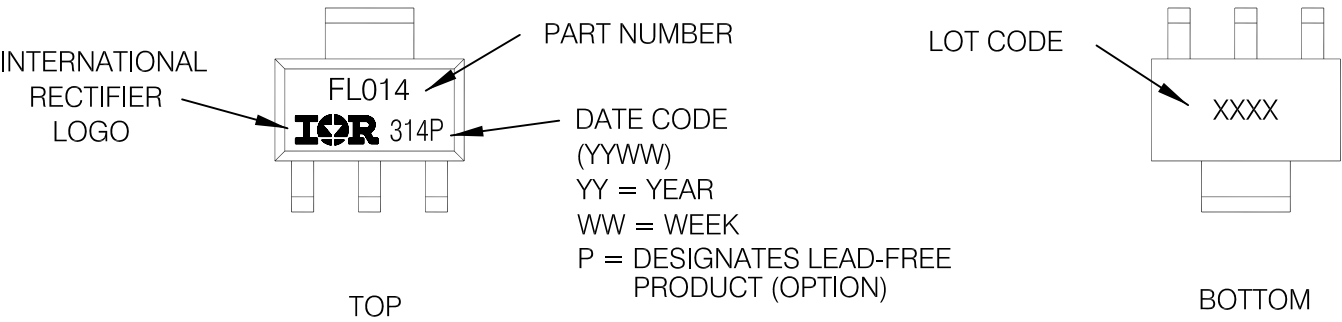 INTERNATIONAL
RECTIFIER
LOGO
FL014
IOR 314P
PART NUMBER
DATE CODE
(YYWW)
YY = YEAR
WW = WEEK
P = DESIGNATES LEAD-FREE
PRODUCT (OPTION)
TOP
LOT CODE
XXXX
BOTTOM